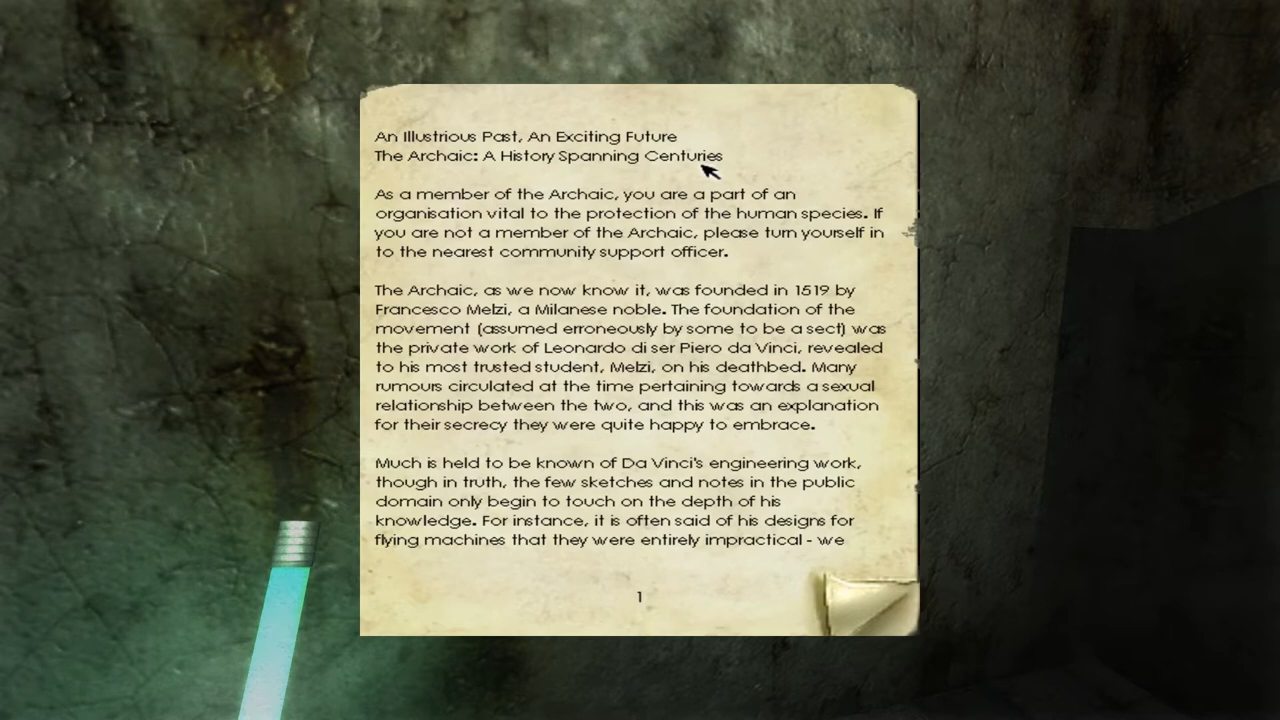 An Illustrious Past, An Exciting Future
The Archaic: A History Spanning Centuries
As a member of the Archaic, you are a part of an
organisation vital to the protection of the human species. If
you are not a member of the Archaic, please turn yourself in
to the nearest community support officer.
The Archaic, as we now know it, was founded in 1519 by
Francesco Melzi, a Milanese noble. The foundation of the
movement (assumed erroneously by some to be a sect) was
the private work of Leonardo di ser Piero da Vinci, revealed
to his most trusted student, Melzi, on his deathbed. Many
rumours circulated at the time pertaining towards a sexual
relationship between the two, and this was an explanation
for their secrecy they were quite happy to embrace.
Much is held to be known of Da Vinci's engineering work,
though in truth, the few sketches and notes in the public
domain only begin to touch on the depth of his
knowledge. For instance, it is often said of his designs for
flying machines that they were entirely impractical - we
1